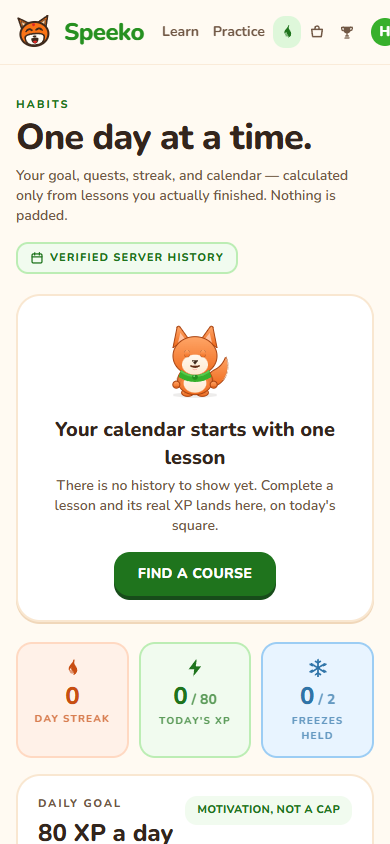 Speeko Learn Practice H
HABITS
One day at a time.
Your goal, quests, streak, and calendar — calculated
only from lessons you actually finished. Nothing is
padded.
VERIFIED SERVER HISTORY
Your calendar starts with one
lesson
There is no history to show yet. Complete a
lesson and its real XP lands here, on today's
square.
FIND A COURSE
0
DAY STREAK
0 / 80
TODAY'S XP
0 / 2
FREEZES
HELD
DAILY GOAL
MOTIVATION, NOT A CAP
80 XP a day